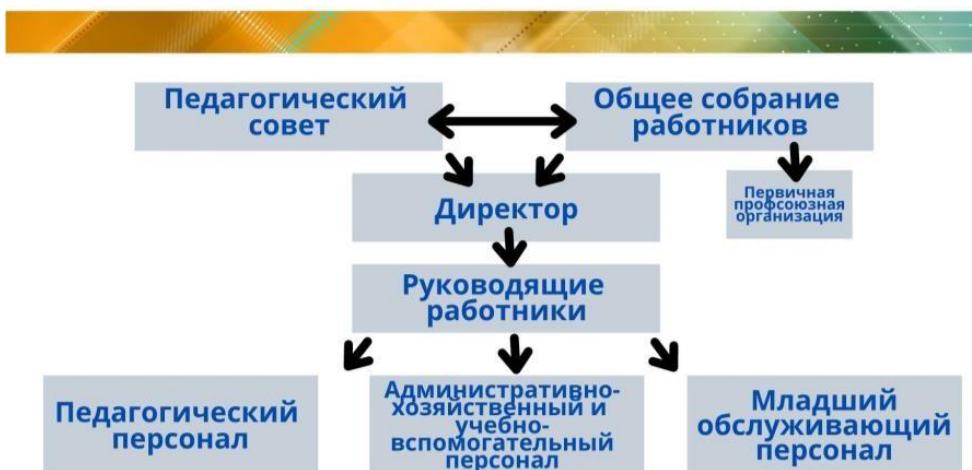 Педагогический
совет
Общее собрание
работников
Директор
Первичная
профсоюзная
организация
Руководящие
работники
Педагогический
персонал
Административно-
хозяйственный и
учебно-
вспомогательный
персонал
Младший
обслуживающий
персонал